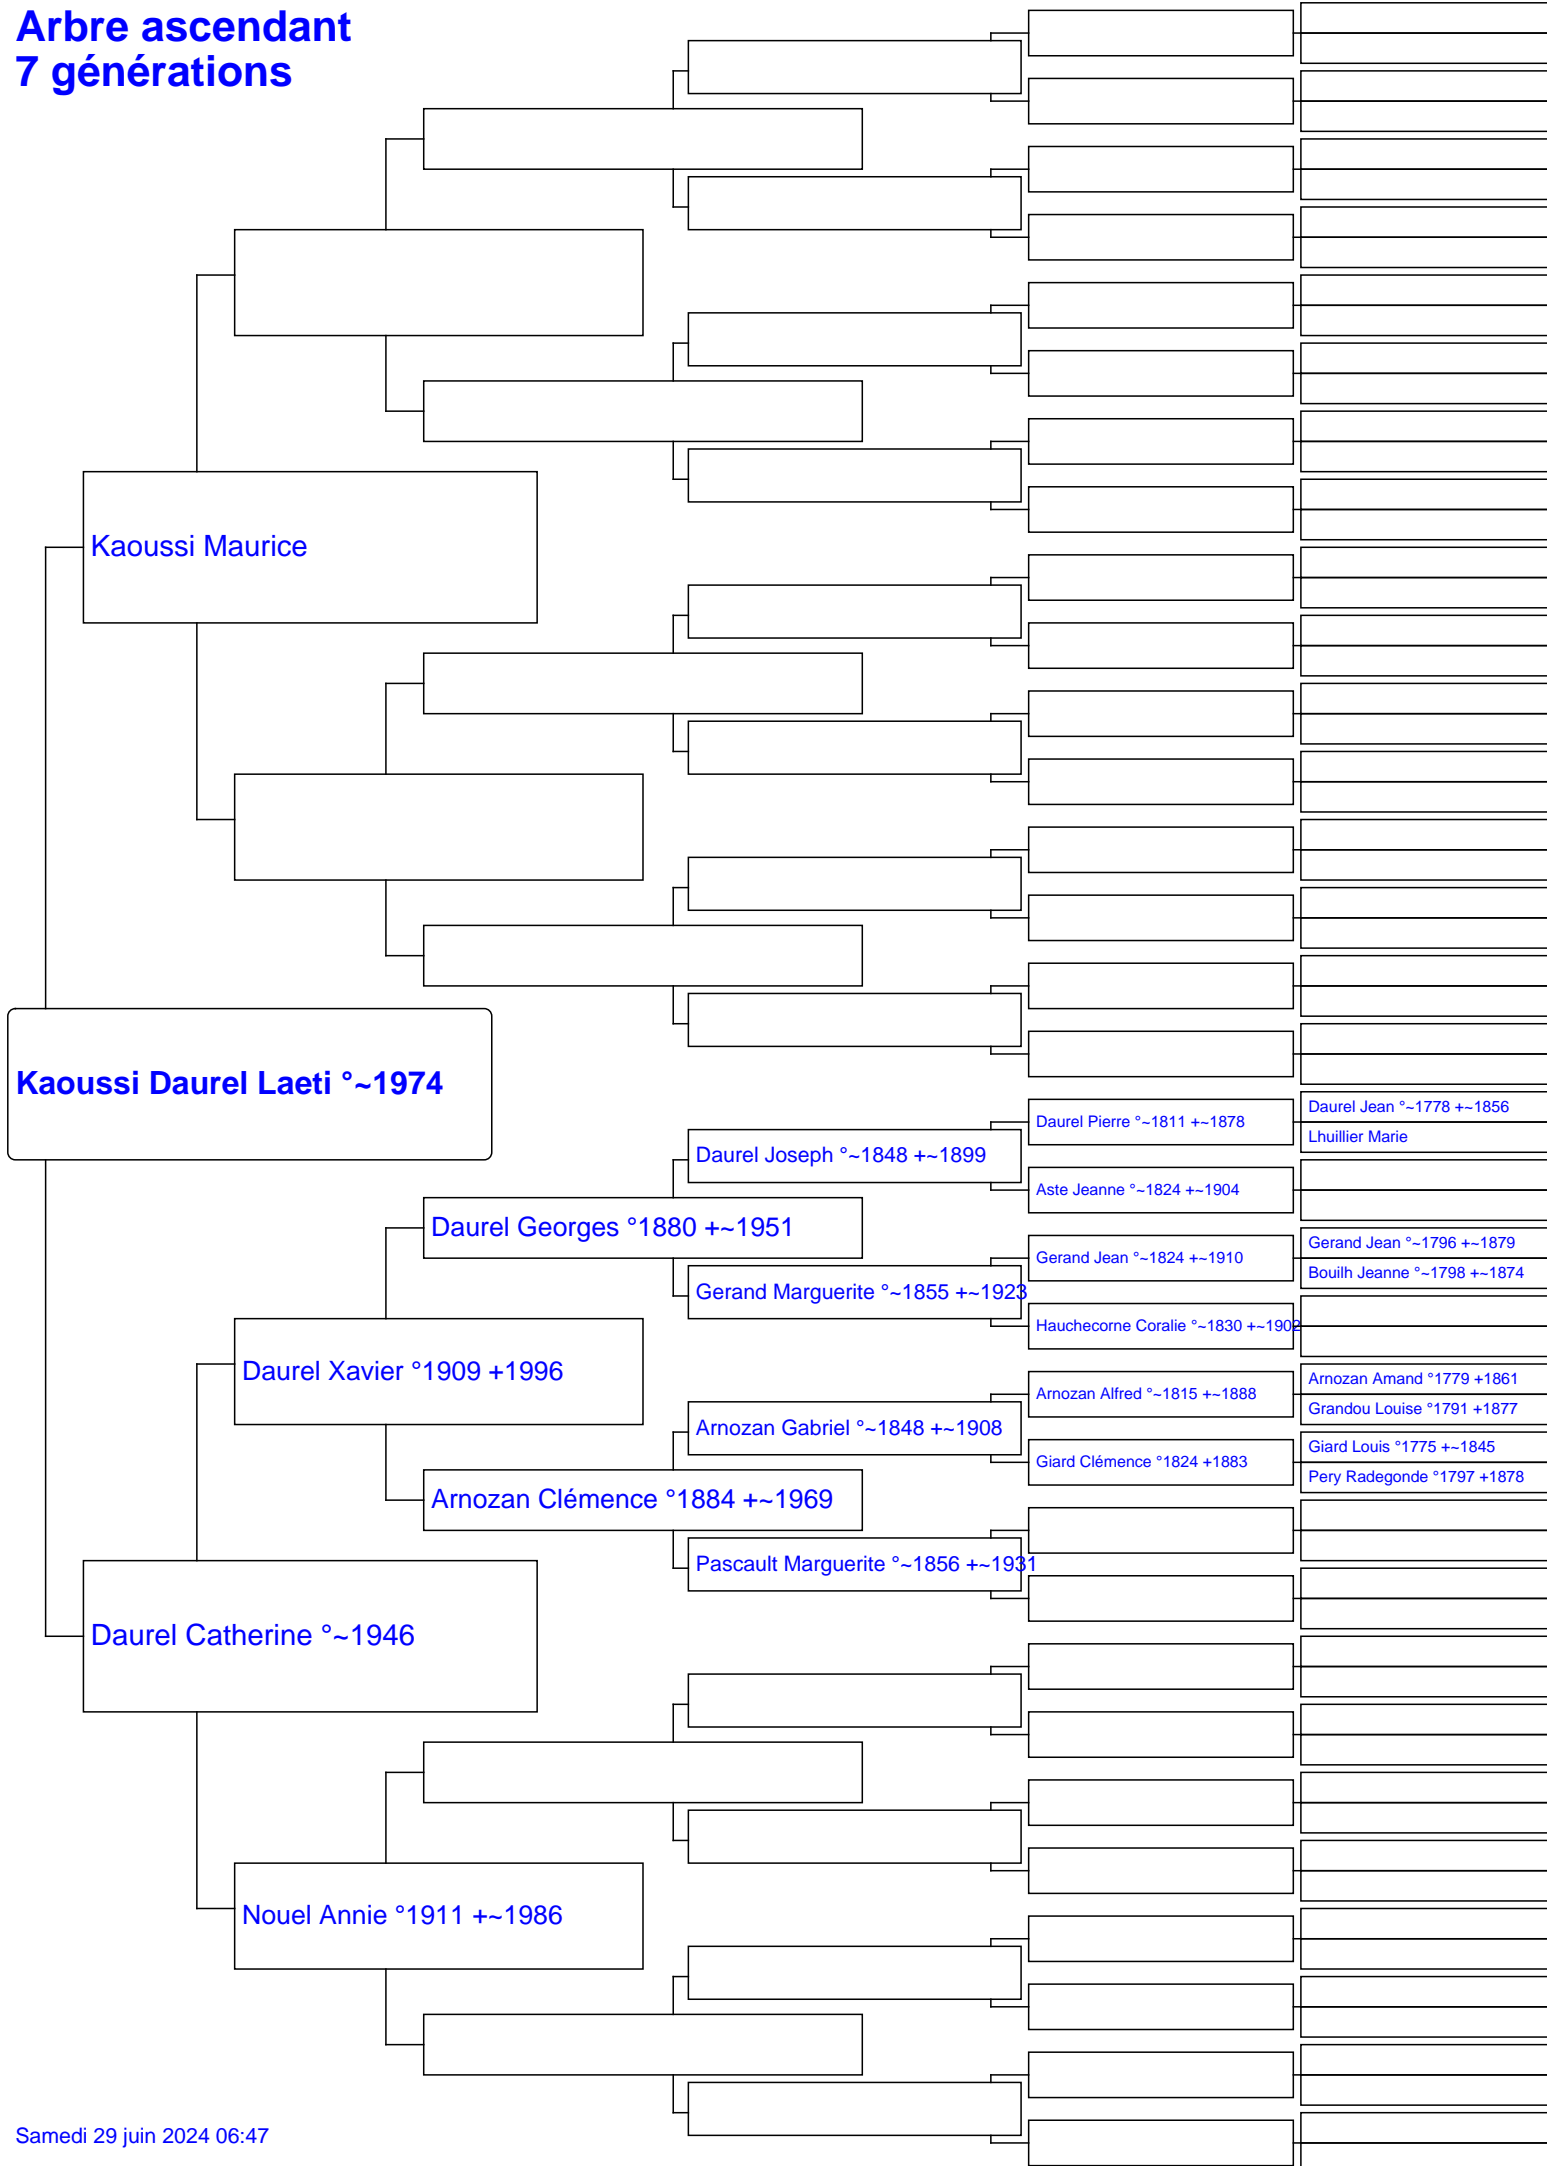 Arbre ascendant
7 générations
Kaoussi Maurice
Kaoussi Daurel Laeti °~1974
Daurel Jean °~1778 +~1856
Daurel Pierre °~1811 +~1878
Lhuillier Marie
Daurel Joseph °~1848 +~1899
Aste Jeanne °~1824 +~1904
Daurel Georges °1880 +~1951
Gerand Jean °~1796 +~1879
Gerand Jean °~1824 +~1910
Bouilh Jeanne °~1798 +~1874
Gerand Marguerite °~1855 +~1923
Hauchecorne Coralie °~1830 +~1902
Daurel Xavier °1909 +1996
Arnozan Amand °1779 +1861
Arnozan Alfred °~1815 +~1888
Grandou Louise °1791 +1877
Arnozan Gabriel °~1848 +~1908
Giard Louis °1775 +~1845
Giard Clémence °1824 +1883
Pery Radegonde °1797 +1878
Arnozan Clémence °1884 +~1969
Pascault Marguerite °~1856 +~1931
Daurel Catherine °~1946
Nouel Annie °1911 +~1986
Samedi 29 juin 2024 06:47